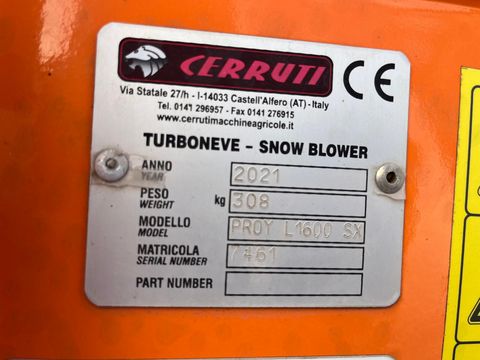 CERRUTI CE
Via Statale 27/h - I-14033 Castell'Alfero (AT) - Italy
Tel. 0141 296957 - Fax 0141 276915
www.cerrutimacchineagricole.it
TURBONEVE - SNOW BLOWER
ANNO
YEAR 2021
PESO
WEIGHT kg 308
MODELLO
MODEL PROY L1600 SX
MATRICOLA
SERIAL NUMBER 7461
PART NUMBER